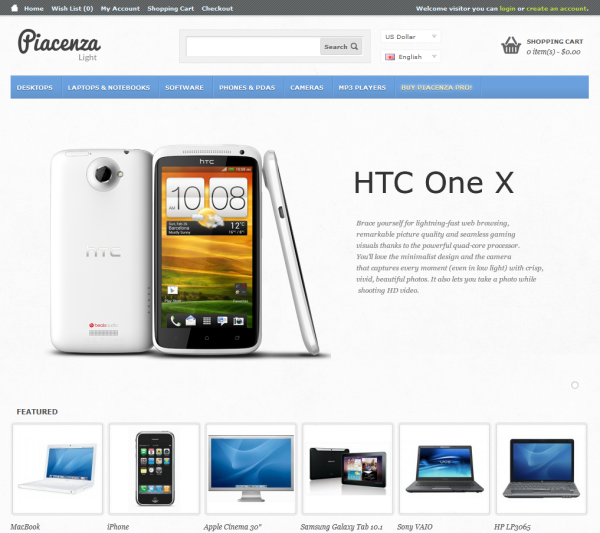 Home Wish List (0) My Account Shopping Cart Checkout
Welcome visitor you can login or create an account.
Piacenza
Light
Search
US Dollar
English
SHOPPING CART
0 item(s) - $0.00
DESKTOPS LAPTOPS & NOTEBOOKS SOFTWARE PHONES & PDAS CAMERAS MP3 PLAYERS BUY PIACENZA PRO!
hTC
10 09
Barcelona
12°
hTC
HTC One X
Brace yourself for lightning-fast web browsing,
remarkable picture quality and seamless gaming
visuals thanks to the powerful quad-core processor.
You'll love the minimalist design and the camera
that captures every moment (even in low light) with crisp,
vivid, beautiful photos. It also lets you take a photo while
shooting HD video.
FEATURED
MacBook
iPhone
Apple Cinema 30"
Samsung Galaxy Tab 10.1
Sony VAIO
HP LP3065